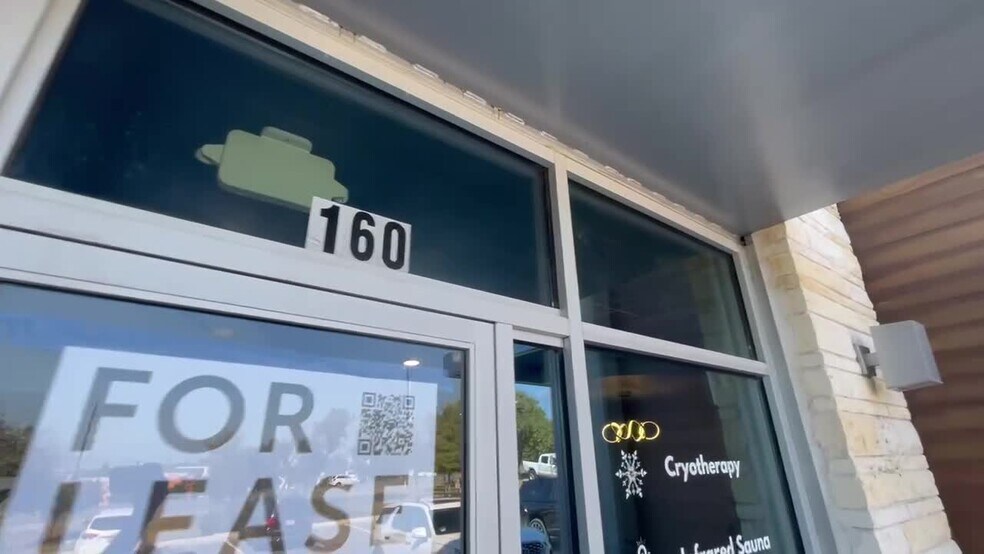 160
FOR
LEASE
Cryotherapy
Infrared Sauna